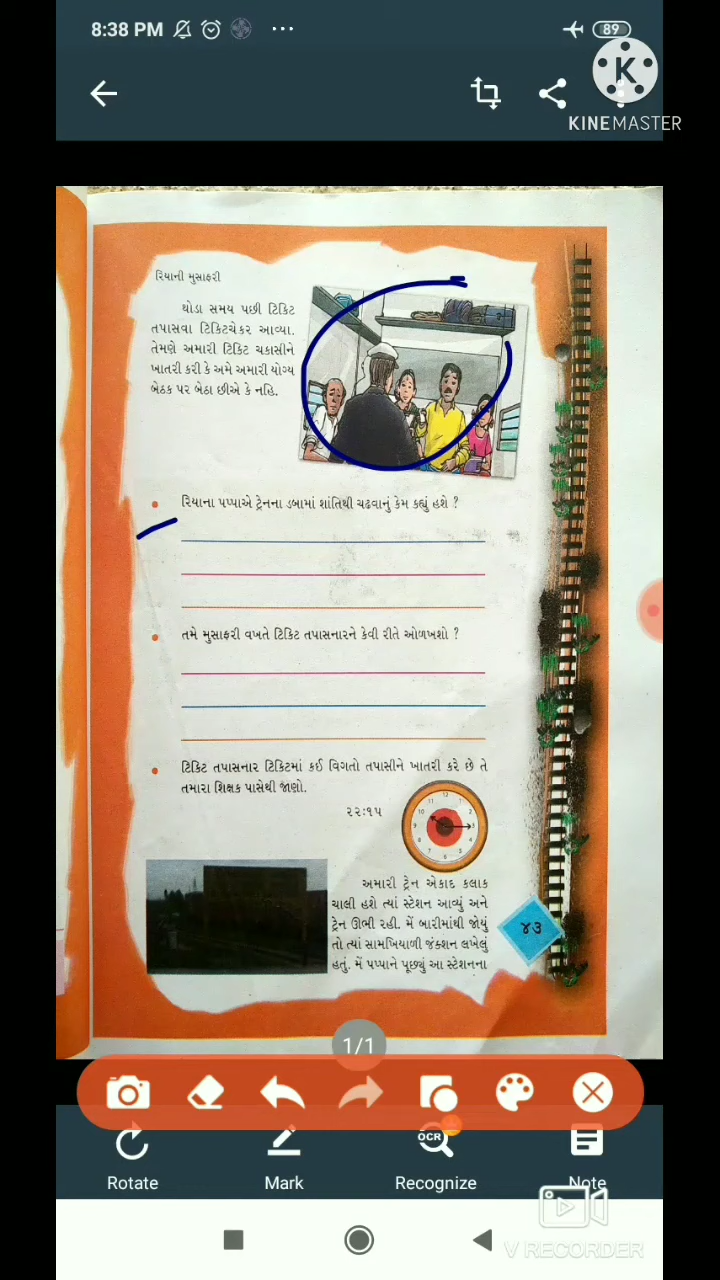 8:38 PM
89
K
KINEMASTER
રિયાની મુસાફરી
થોડા સમય પછી ટિકિટ
તપાસવા ટિકિટચેકર આવ્યા.
તેમણે અમારી ટિકિટ ચકાસીને
ખાતરી કરી કે અમે અમારી યોગ્ય
બેઠક પર બેઠા છીએ કે નહિ.
• રિયાના પપ્પાએ ટ્રેનના ડબામાં શાંતિથી ચઢવાનું કેમ કહ્યું હશે ?
• તમે મુસાફરી વખતે ટિકિટ તપાસનારને કેવી રીતે ઓળખશો ?
• ટિકિટ તપાસનાર ટિકિટમાં કઈ વિગતો તપાસીને ખાતરી કરે છે તે
તમારા શિક્ષક પાસેથી જાણો.
૨૨:૧૫
અમારી ટ્રેન એકાદ કલાક
ચાલી હશે ત્યાં સ્ટેશન આવ્યું અને
ટ્રેન ઊભી રહી. મેં બારીમાંથી જોયું
તો ત્યાં સામખિયાળી જંક્શન લખેલું
હતું. મેં પપ્પાને પૂછ્યું આ સ્ટેશનના
૪૩
1/1
OCR
Rotate
Mark
Recognize
Note
V RECORDER